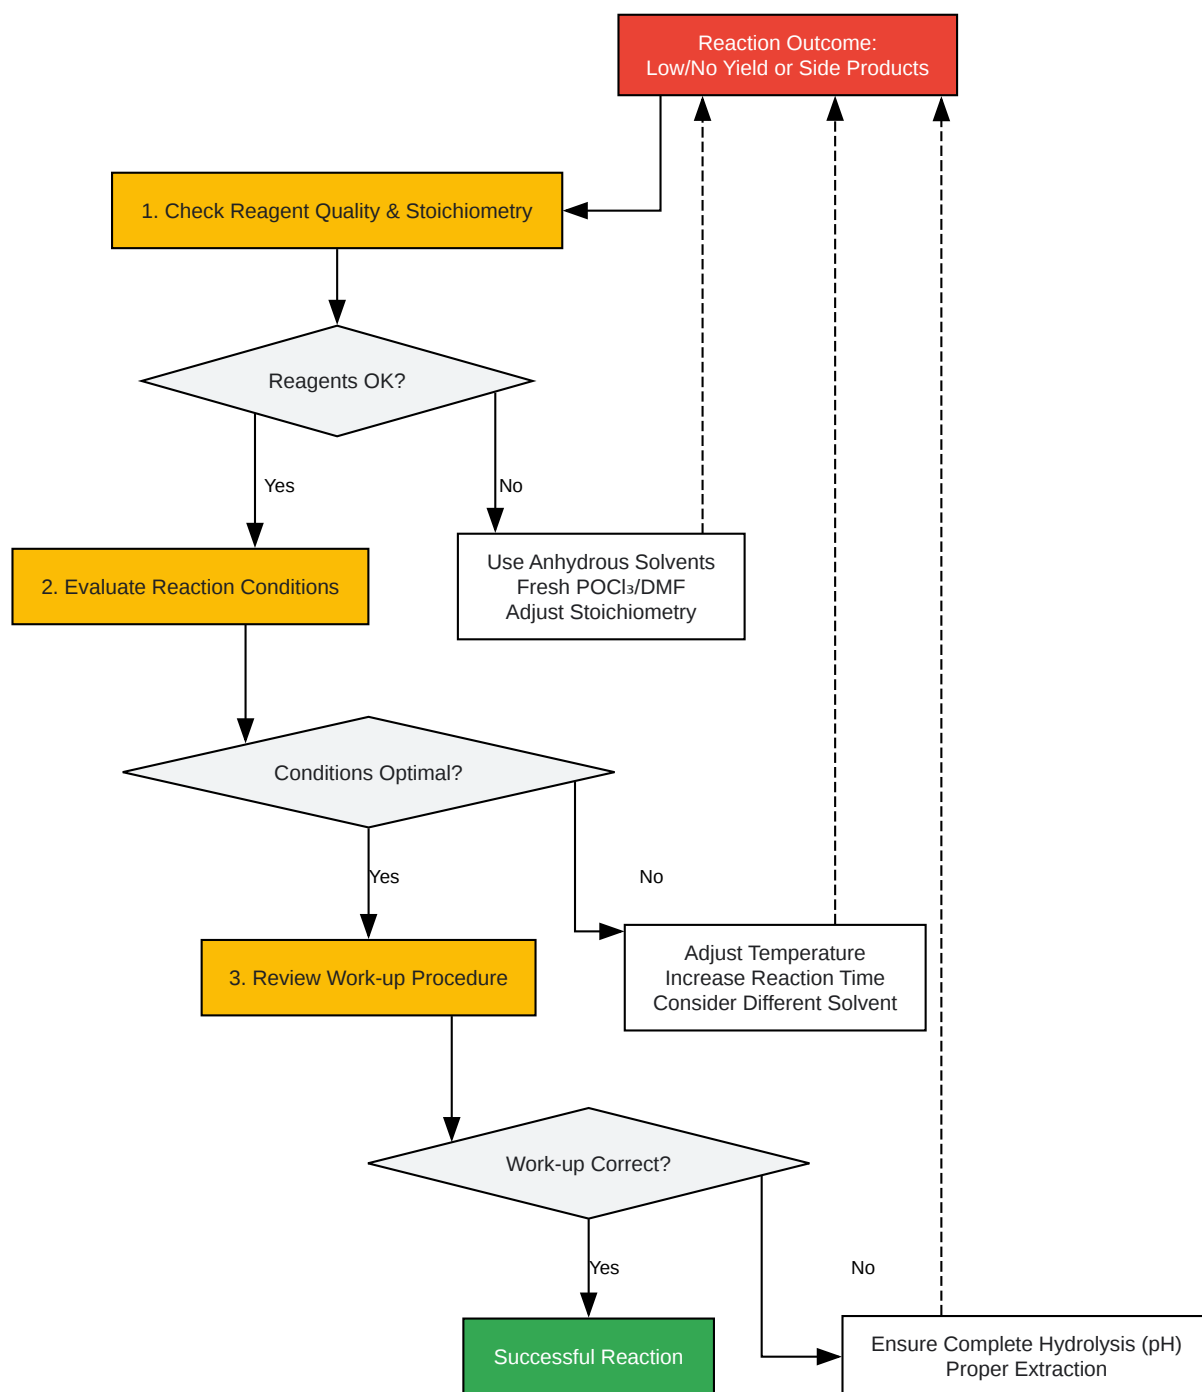 Reaction Outcome:
Low/No Yield or Side Products
1. Check Reagent Quality & Stoichiometry
Reagents OK?
Yes
No
2. Evaluate Reaction Conditions
Use Anhydrous Solvents
Fresh POCl₃/DMF
Adjust Stoichiometry
Conditions Optimal?
Yes
No
3. Review Work-up Procedure
Adjust Temperature
Increase Reaction Time
Consider Different Solvent
Work-up Correct?
Yes
No
Successful Reaction
Ensure Complete Hydrolysis (pH)
Proper Extraction